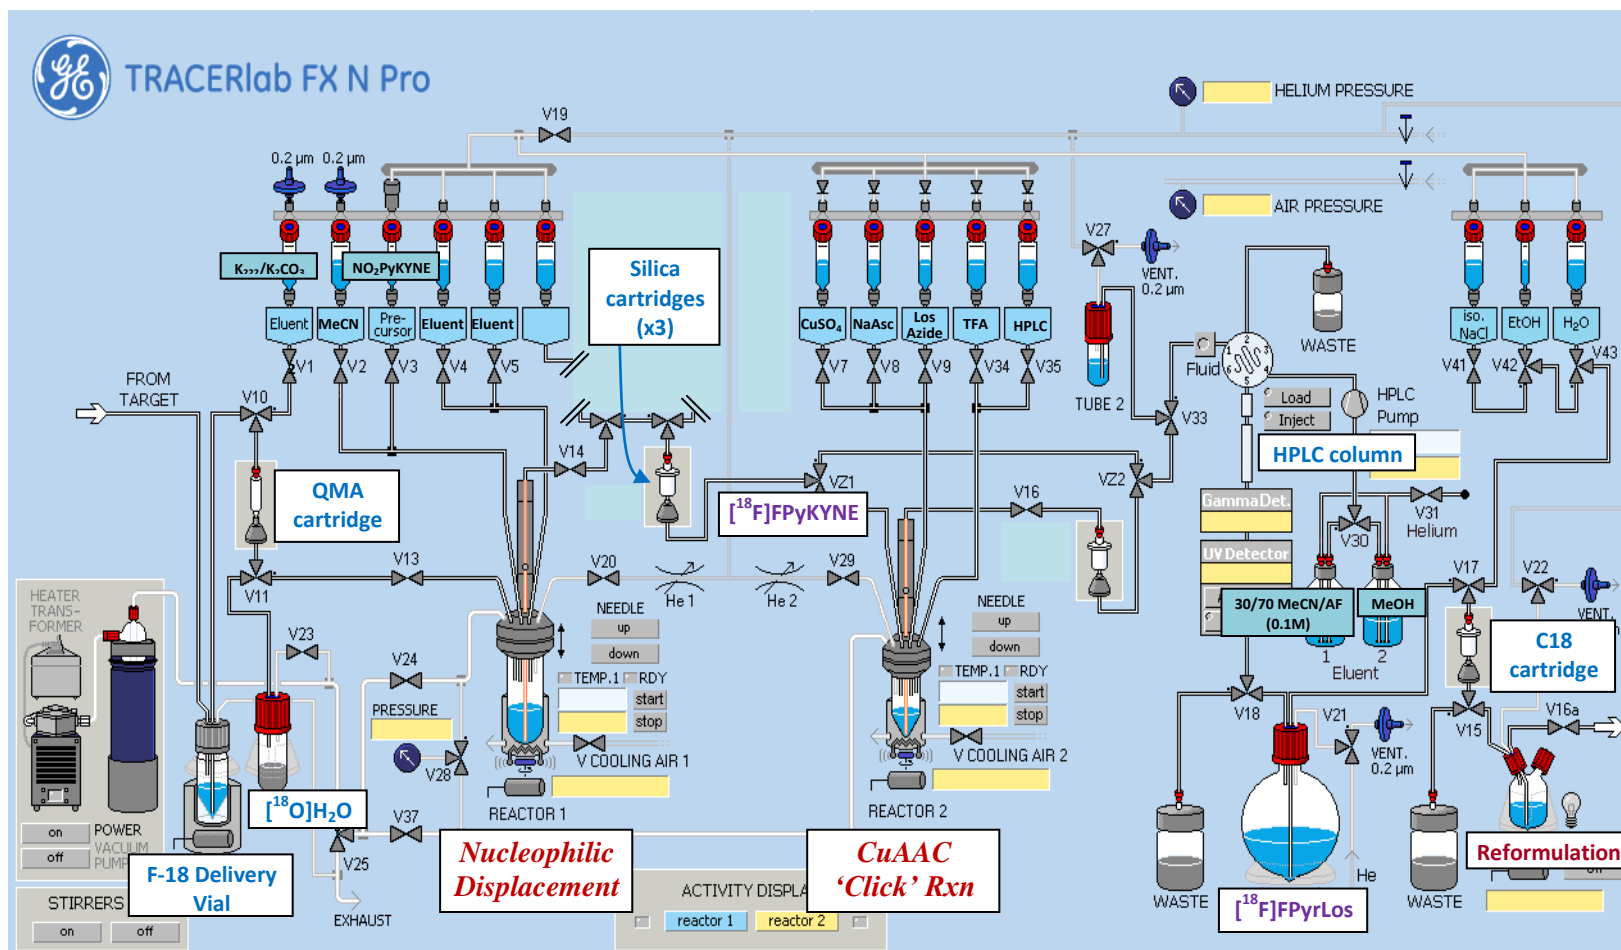 GE
TRACERlab FX N Pro
HELIUM PRESSURE
AIR PRESSURE
V19
0.2 µm 0.2 µm
K₂₂₂/K₂CO₃
NO₂PyKYNE
Eluent
MeCN
Pre-
cursor
Eluent
Eluent
V1
V2
V3
V4
V5
Silica
cartridges
(x3)
CuSO₄
NaAsc
Los
Azide
TFA
HPLC
V7
V8
V9
V34
V35
V27
VENT.
0.2 µm
TUBE 2
V33
Fluid
1 2 3 4 5 6
WASTE
Load
Inject
HPLC
Pump
HPLC column
iso.
NaCl
EtOH
H₂O
V41
V42
V43
FROM
TARGET
V10
QMA
cartridge
V14
VZ1
[¹⁸F]FPyKYNE
VZ2
V16
Gamma Det.
UV Detector
V31
Helium
V30
30/70 MeCN/AF
(0.1M)
MeOH
1
2
Eluent
V17
V22
VENT.
C18
cartridge
V11
V13
V20
He 1
He 2
V29
HEATER
TRANS-
FORMER
V23
V24
NEEDLE
up
down
TEMP.1
RDY
start
stop
NEEDLE
up
down
TEMP.1
RDY
start
stop
PRESSURE
V28
V COOLING AIR 1
REACTOR 1
V COOLING AIR 2
REACTOR 2
V18
V21
VENT.
0.2 µm
V15
V16a
[¹⁸O]H₂O
V37
V25
on
off
POWER
VACUUM
F-18 Delivery
Vial
Nucleophilic
Displacement
CuAAC
‘Click’ Rxn
WASTE
He
[¹⁸F]FPyrLos
WASTE
Reformulation
STIRRERS
on
off
EXHAUST
reactor 1
reactor 2